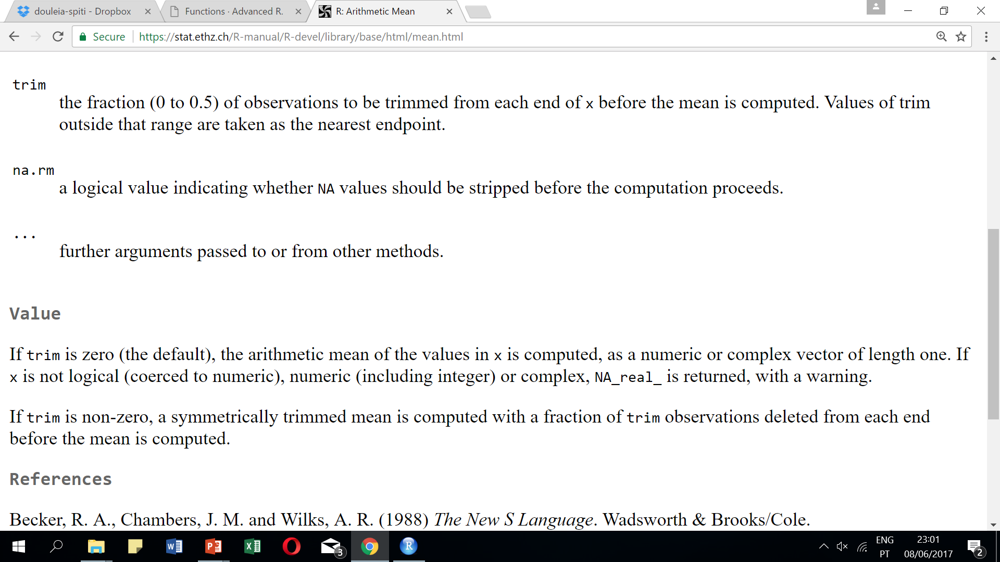 douleia-spiti - Dropbox
Functions · Advanced R.
R: Arithmetic Mean
Secure
https://stat.ethz.ch/R-manual/R-devel/library/base/html/mean.html
trim
the fraction (0 to 0.5) of observations to be trimmed from each end of x before the mean is computed. Values of trim
outside that range are taken as the nearest endpoint.
na.rm
a logical value indicating whether NA values should be stripped before the computation proceeds.
...
further arguments passed to or from other methods.
Value
If trim is zero (the default), the arithmetic mean of the values in x is computed, as a numeric or complex vector of length one. If
x is not logical (coerced to numeric), numeric (including integer) or complex, NA_real_ is returned, with a warning.
If trim is non-zero, a symmetrically trimmed mean is computed with a fraction of trim observations deleted from each end
before the mean is computed.
References
Becker, R. A., Chambers, J. M. and Wilks, A. R. (1988) The New S Language. Wadsworth & Brooks/Cole.
W
P
X
3
R
ENG
PT
23:01
08/06/2017
2